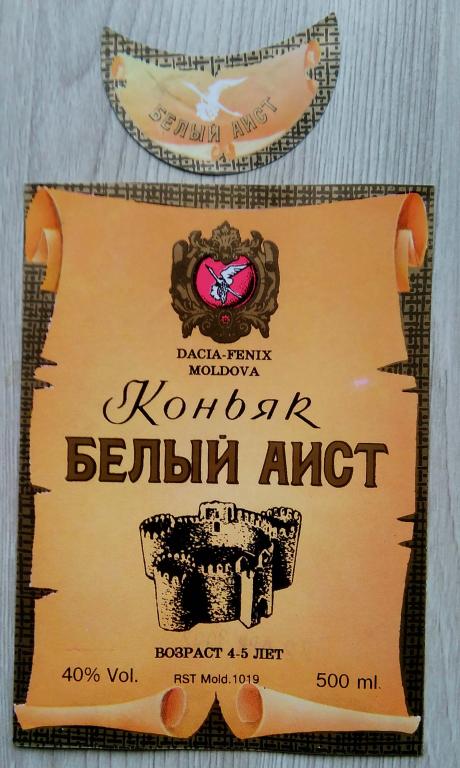 БЕЛЫЙ АИСТ
DACIA-FENIX
MOLDOVA
Коньяк
БЕЛЫЙ АИСТ
ВОЗРАСТ 4-5 ЛЕТ
40% Vol. RST Mold.1019 500 ml.